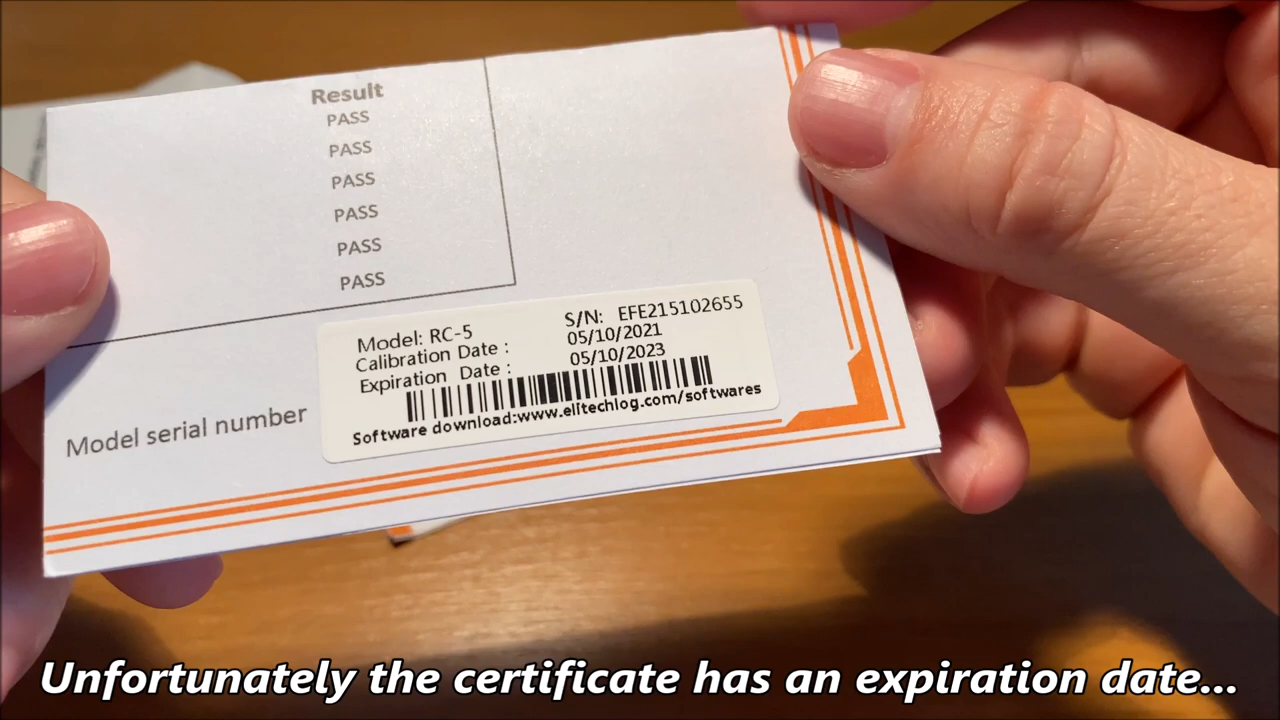 Result
PASS
PASS
PASS
PASS
PASS
PASS
Model: RC-5 S/N: EFE215102655
Calibration Date : 05/10/2021
Expiration Date : 05/10/2023
Software download:www.elitechlog.com/softwares
Model serial number
Unfortunately the certificate has an expiration date...